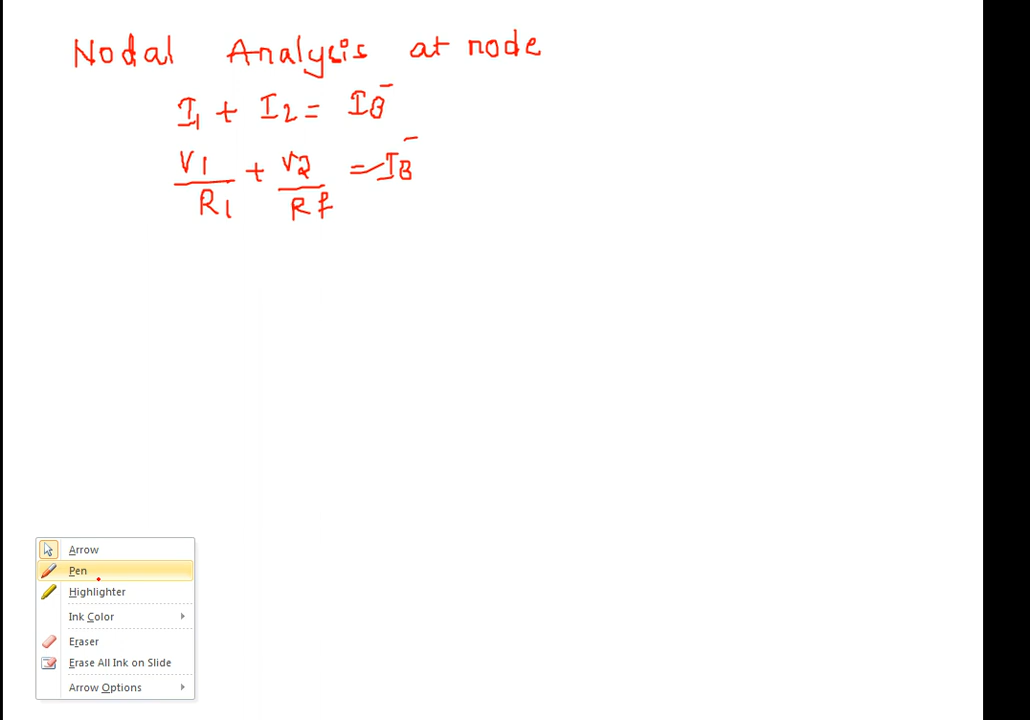 Nodal Analysis at node
I1 + I2 = IB¯
V1/R1 + V2/Rf = IB¯
Arrow
Pen
Highlighter
Ink Color
Eraser
Erase All Ink on Slide
Arrow Options